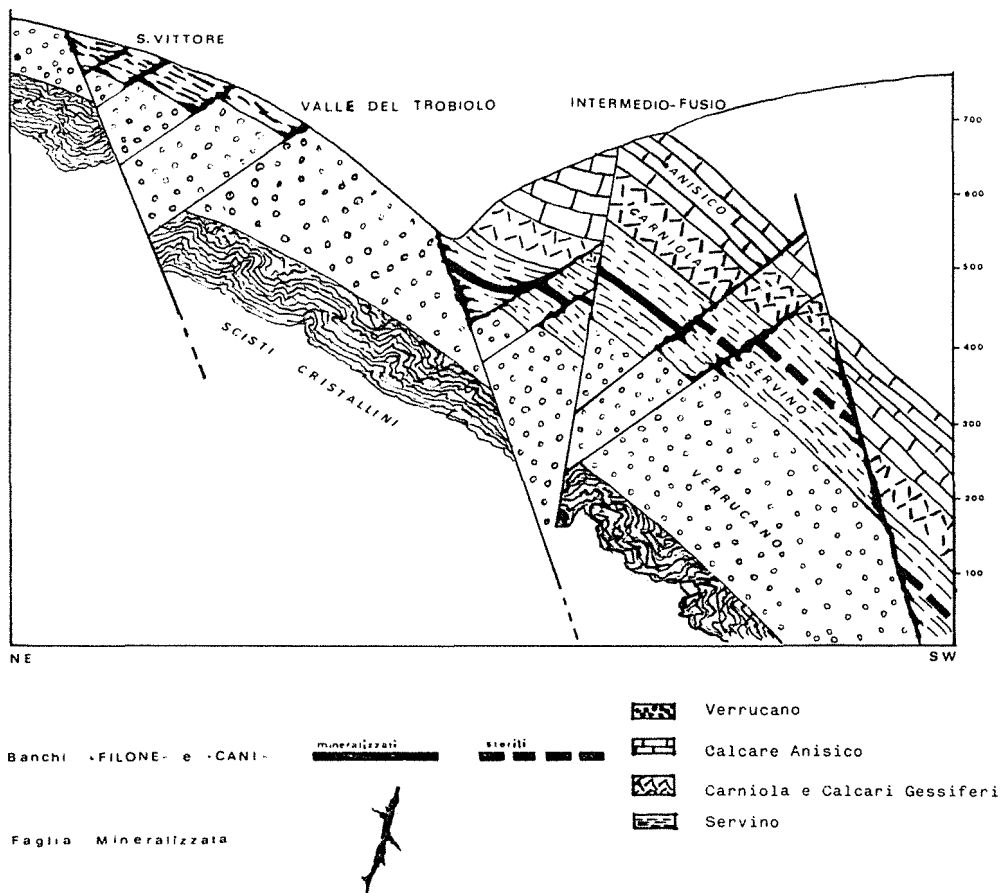 S. VITTORE
VALLE DEL TROBIOLO
INTERMEDIO-FUSIO
700
600
500
400
300
200
100
ANISICO
CARNIOLA
SERVINO
VERRUCANO
SCISTI
CRISTALLINI
NE
SW
Banchi «FILONE» e «CANI»
mineralizzati
steriti
Faglia Mineralizzata
Verrucano
Calcare Anisico
Carniola e Calcari Gessiferi
Servino